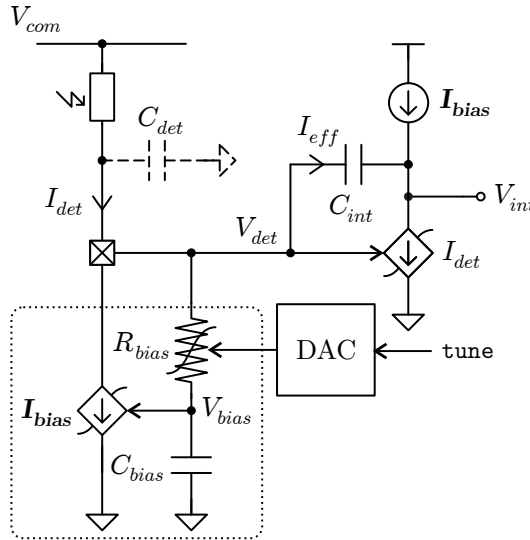 V_com
C_det
I_bias
I_eff
I_det
C_int
V_int
V_det
I_det
R_bias
DAC
tune
I_bias
V_bias
C_bias